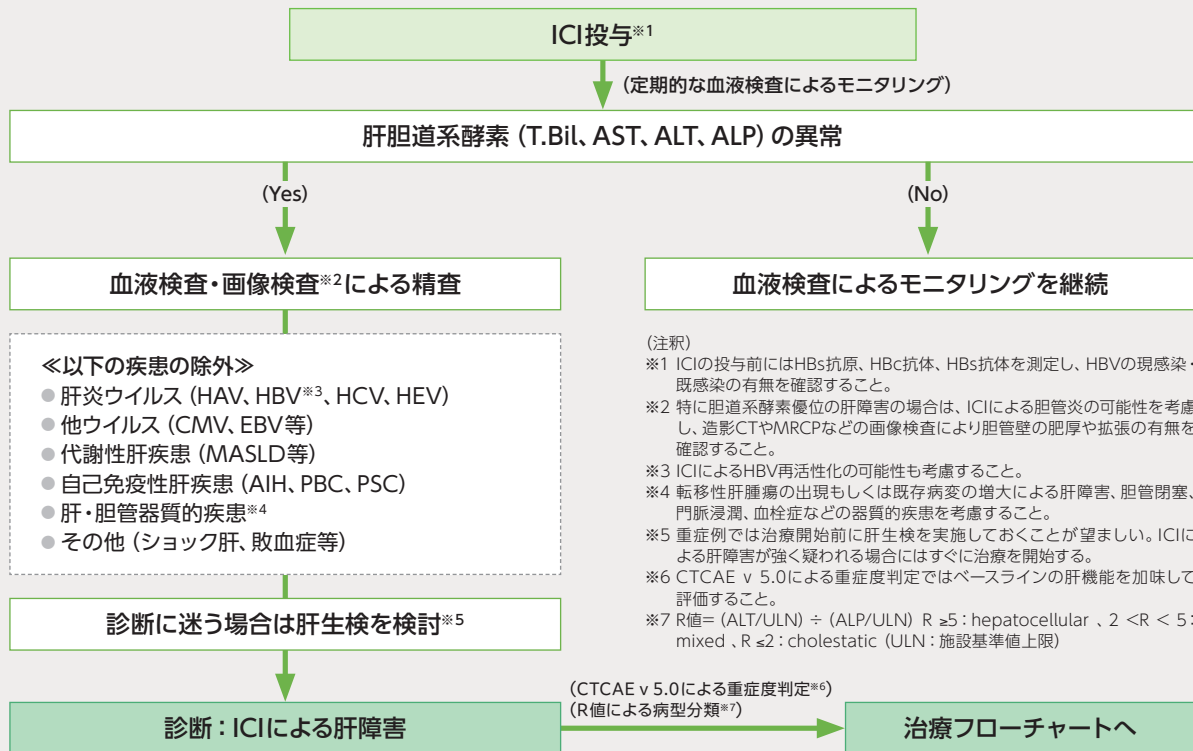 ICI投与※1
(定期的な血液検査によるモニタリング)
肝胆道系酵素（T.Bil、AST、ALT、ALP）の異常
(Yes)
(No)
血液検査・画像検査※2による精査
血液検査によるモニタリングを継続
≪以下の疾患の除外≫
●肝炎ウイルス（HAV、HBV※3、HCV、HEV）
●他ウイルス（CMV、EBV等）
●代謝性肝疾患（MASLD等）
●自己免疫性肝疾患（AIH、PBC、PSC）
●肝・胆管器質的疾患※4
●その他（ショック肝、敗血症等）
（注釈）
※1 ICIの投与前にはHBs抗原、HBc抗体、HBs抗体を測定し、HBVの現感染・
既感染の有無を確認すること。
※2 特に胆道系酵素優位の肝障害の場合は、ICIによる胆管炎の可能性を考慮
し、造影CTやMRCPなどの画像検査により胆管壁の肥厚や拡張の有無を
確認すること。
※3 ICIによるHBV再活性化の可能性も考慮すること。
※4 転移性肝腫瘍の出現もしくは既存病変の増大による肝障害、胆管閉塞、
門脈浸潤、血栓症などの器質的疾患を考慮すること。
※5 重症例では治療開始前に肝生検を実施しておくことが望ましい。ICIに
よる肝障害が強く疑われる場合にはすぐに治療を開始する。
※6 CTCAE v 5.0による重症度判定ではベースラインの肝機能を加味して
評価すること。
※7 R値=（ALT/ULN）÷（ALP/ULN）R ≥5：hepatocellular 、2 <R < 5：
mixed 、R ≤2：cholestatic（ULN：施設基準値上限）
診断に迷う場合は肝生検を検討※5
(CTCAE v 5.0による重症度判定※6)
(R値による病型分類※7)
診断：ICIによる肝障害
治療フローチャートへ